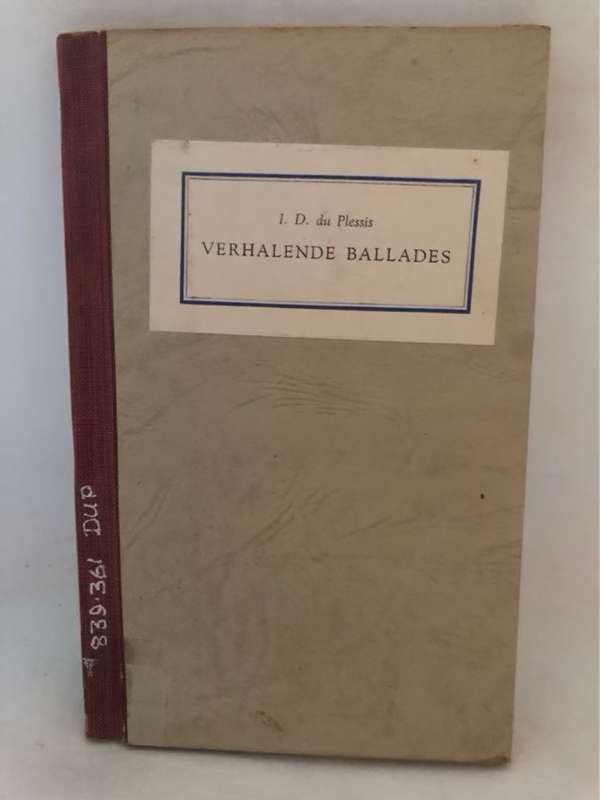 I. D. du Plessis
VERHALENDE BALLADES
839.361 DUP